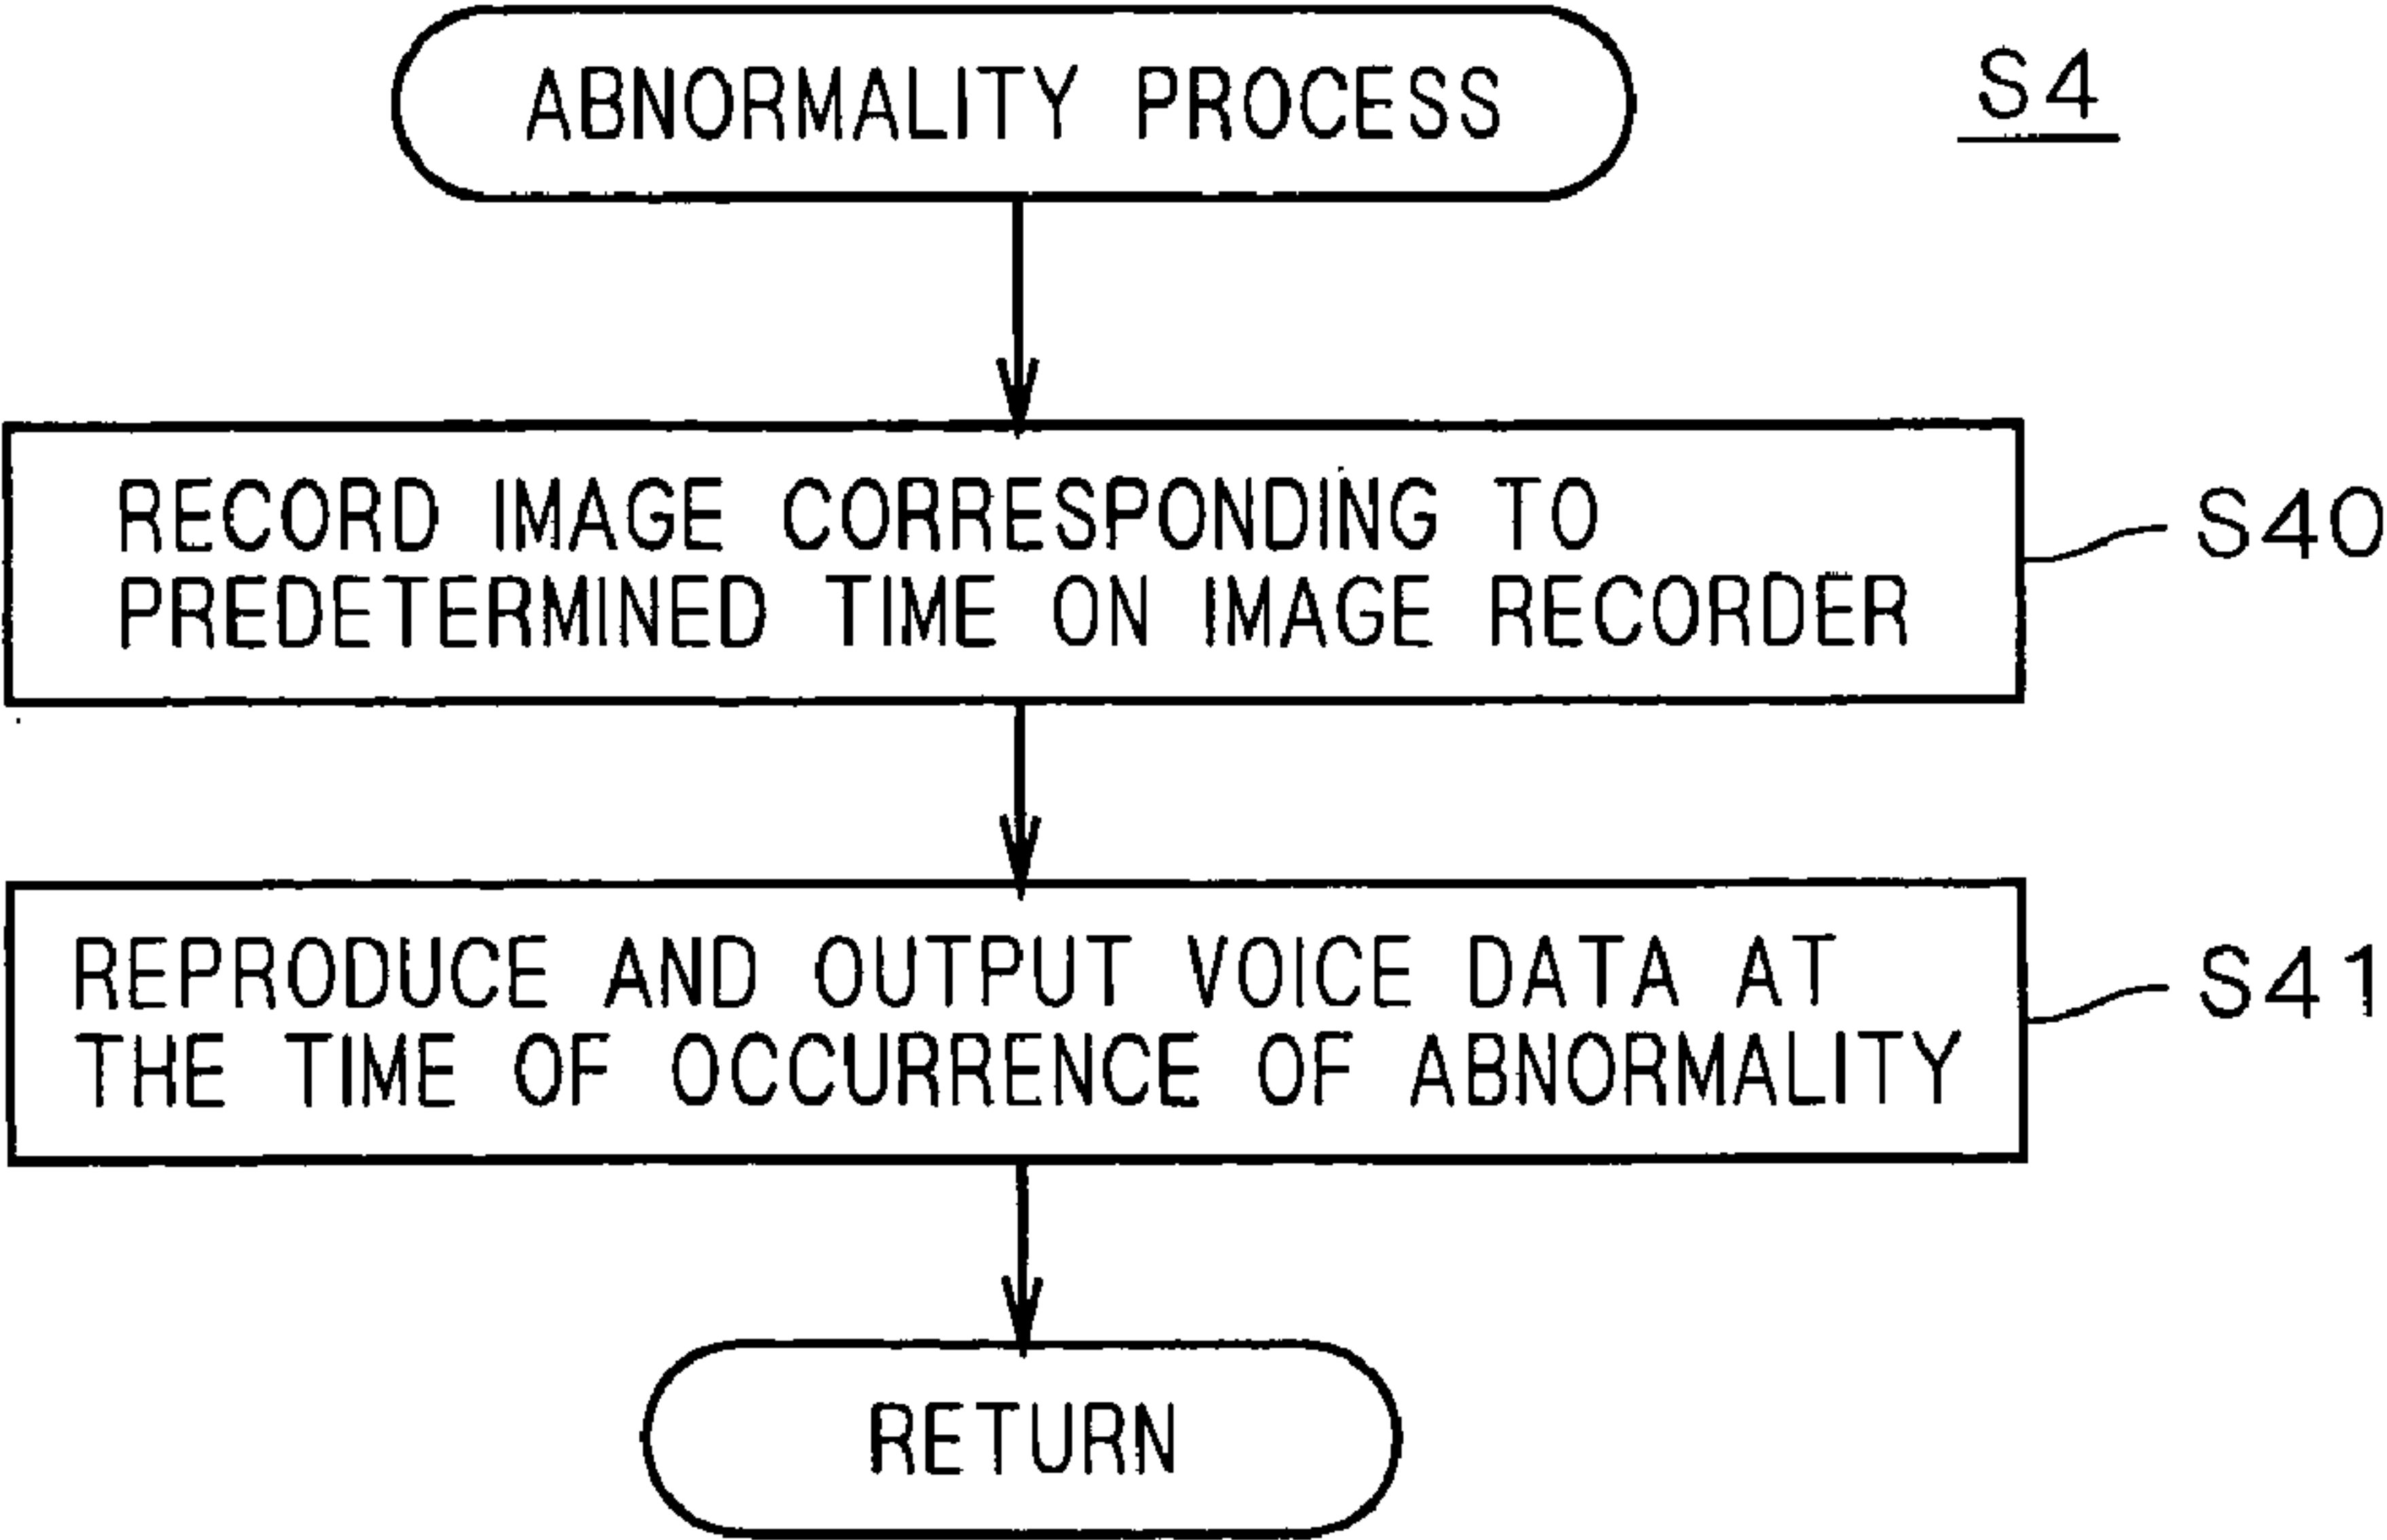 ABNORMALITY PROCESS
S4
RECORD IMAGE CORRESPONDING TO
PREDETERMINED TIME ON IMAGE RECORDER
S40
REPRODUCE AND OUTPUT VOICE DATA AT
THE TIME OF OCCURRENCE OF ABNORMALITY
S41
RETURN